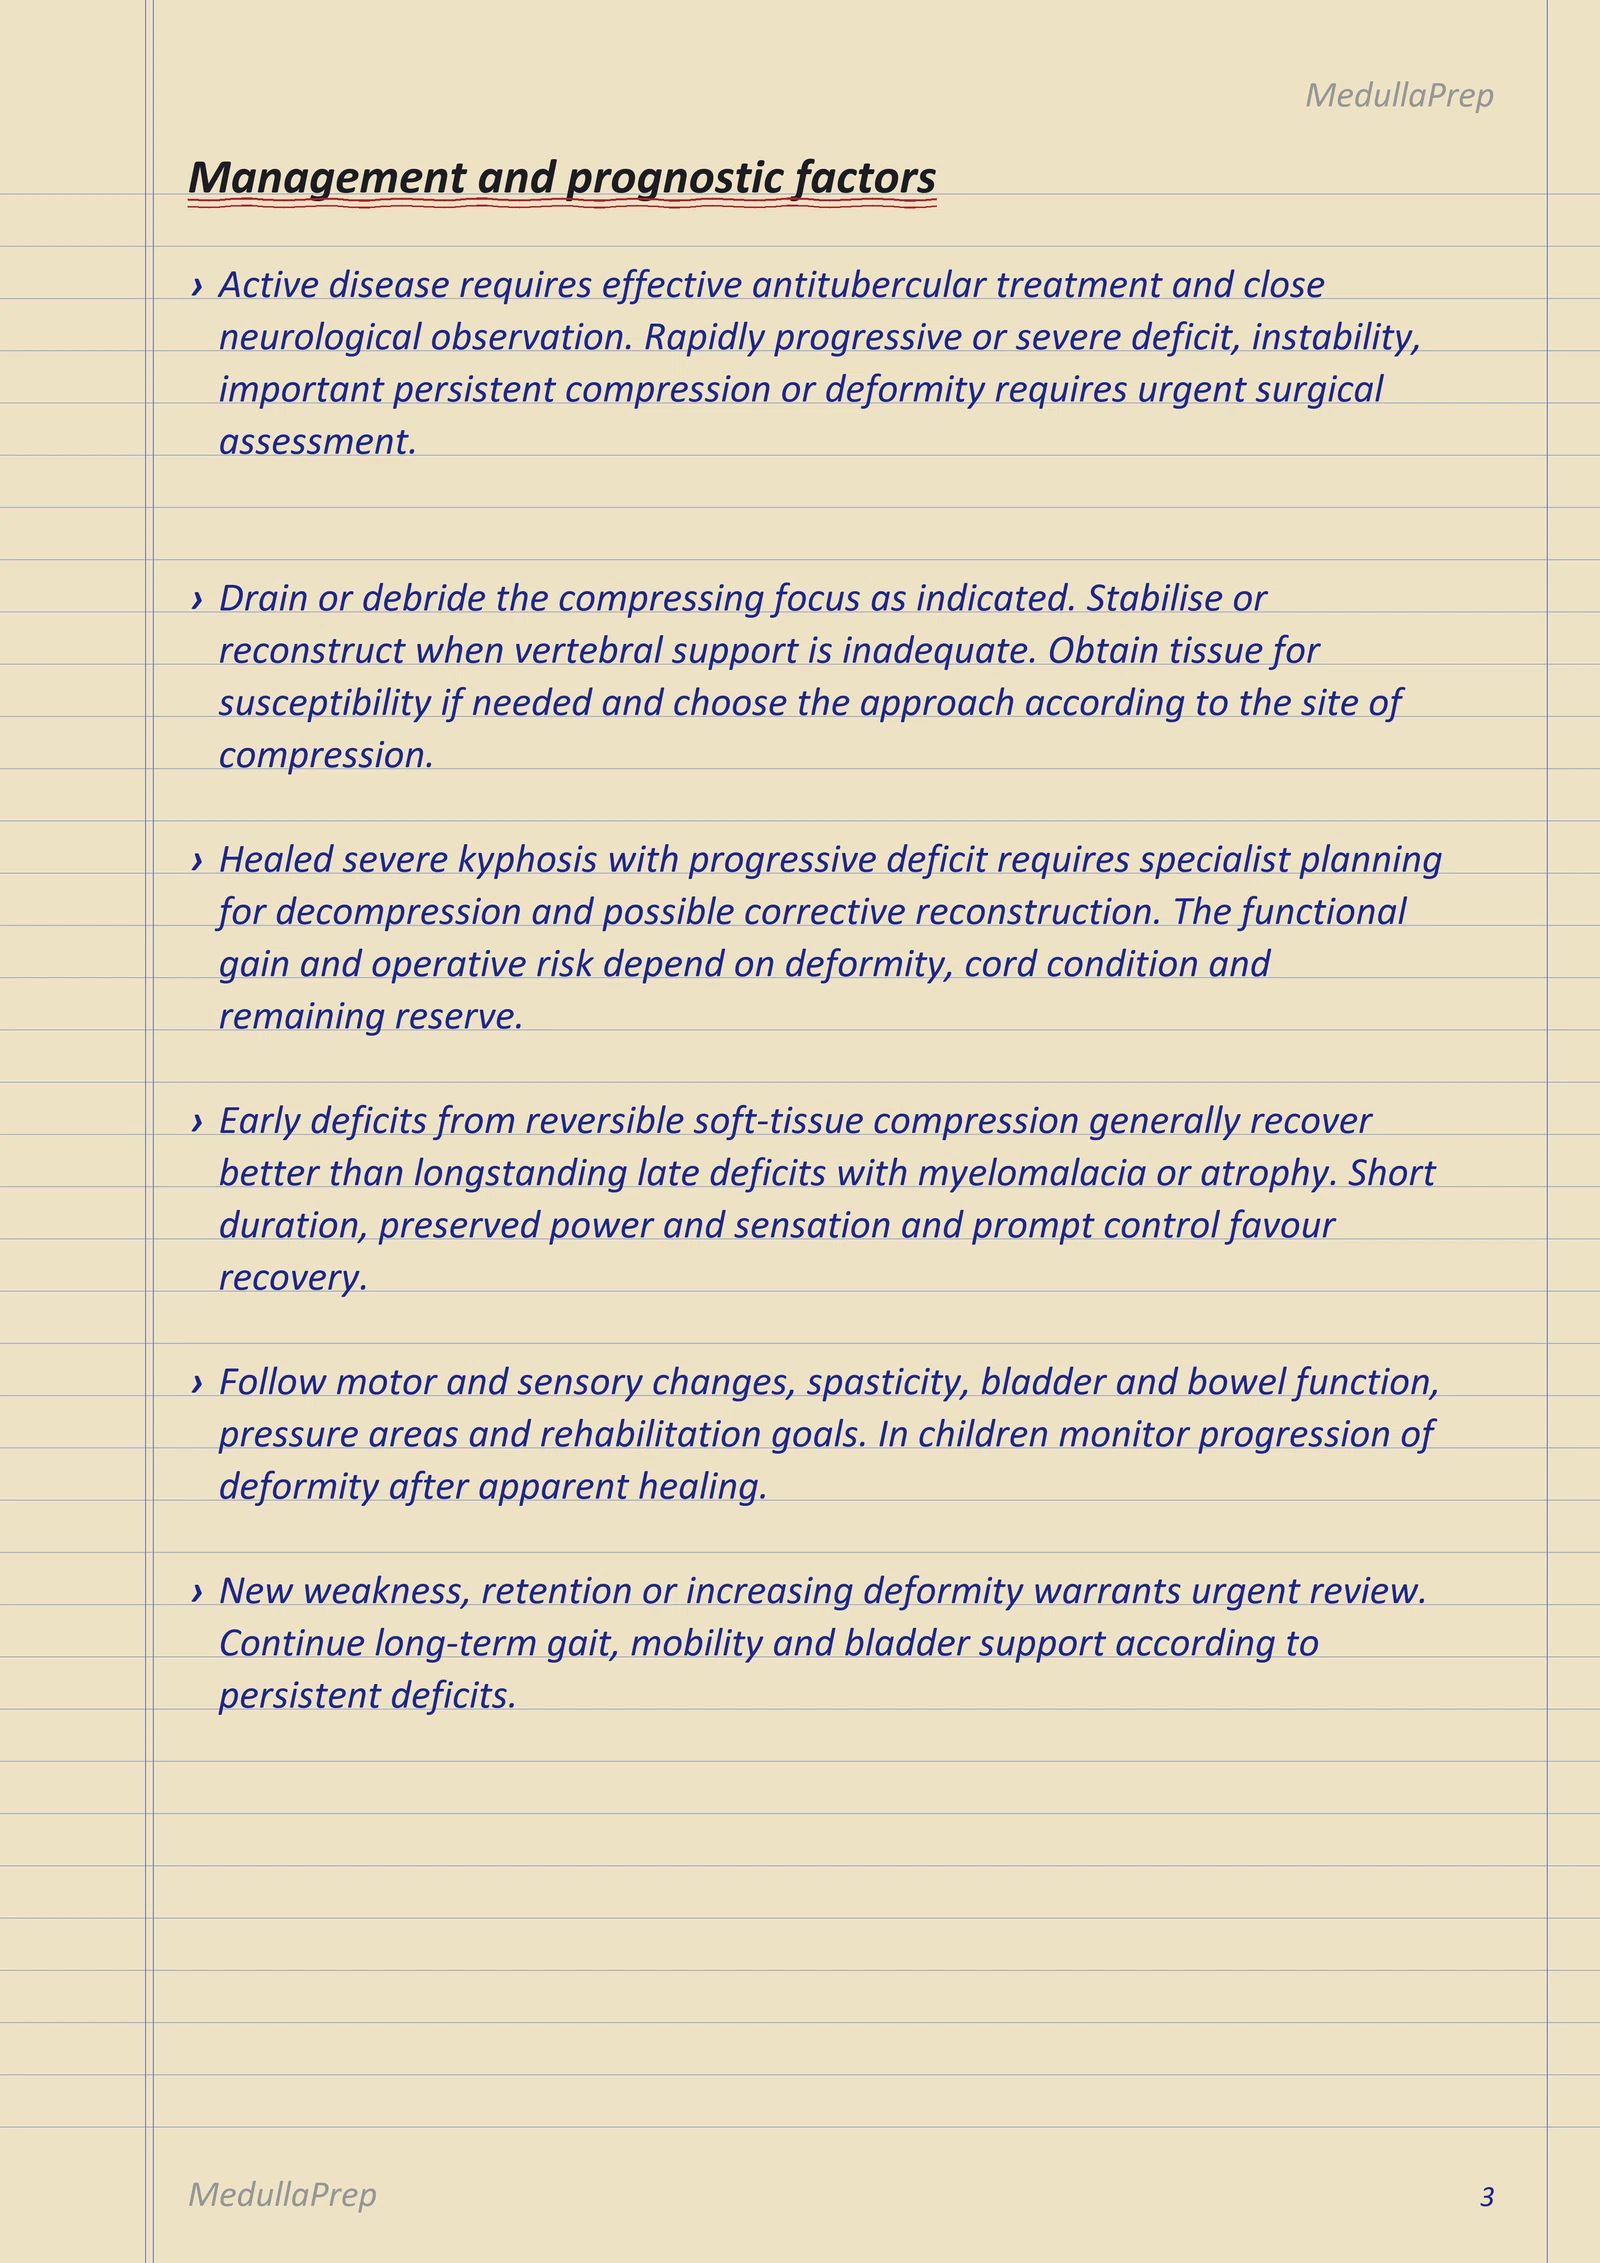 MedullaPrep
Management and prognostic factors
› Active disease requires effective antitubercular treatment and close
neurological observation. Rapidly progressive or severe deficit, instability,
important persistent compression or deformity requires urgent surgical
assessment.
› Drain or debride the compressing focus as indicated. Stabilise or
reconstruct when vertebral support is inadequate. Obtain tissue for
susceptibility if needed and choose the approach according to the site of
compression.
› Healed severe kyphosis with progressive deficit requires specialist planning
for decompression and possible corrective reconstruction. The functional
gain and operative risk depend on deformity, cord condition and
remaining reserve.
› Early deficits from reversible soft-tissue compression generally recover
better than longstanding late deficits with myelomalacia or atrophy. Short
duration, preserved power and sensation and prompt control favour
recovery.
› Follow motor and sensory changes, spasticity, bladder and bowel function,
pressure areas and rehabilitation goals. In children monitor progression of
deformity after apparent healing.
› New weakness, retention or increasing deformity warrants urgent review.
Continue long-term gait, mobility and bladder support according to
persistent deficits.
MedullaPrep
3